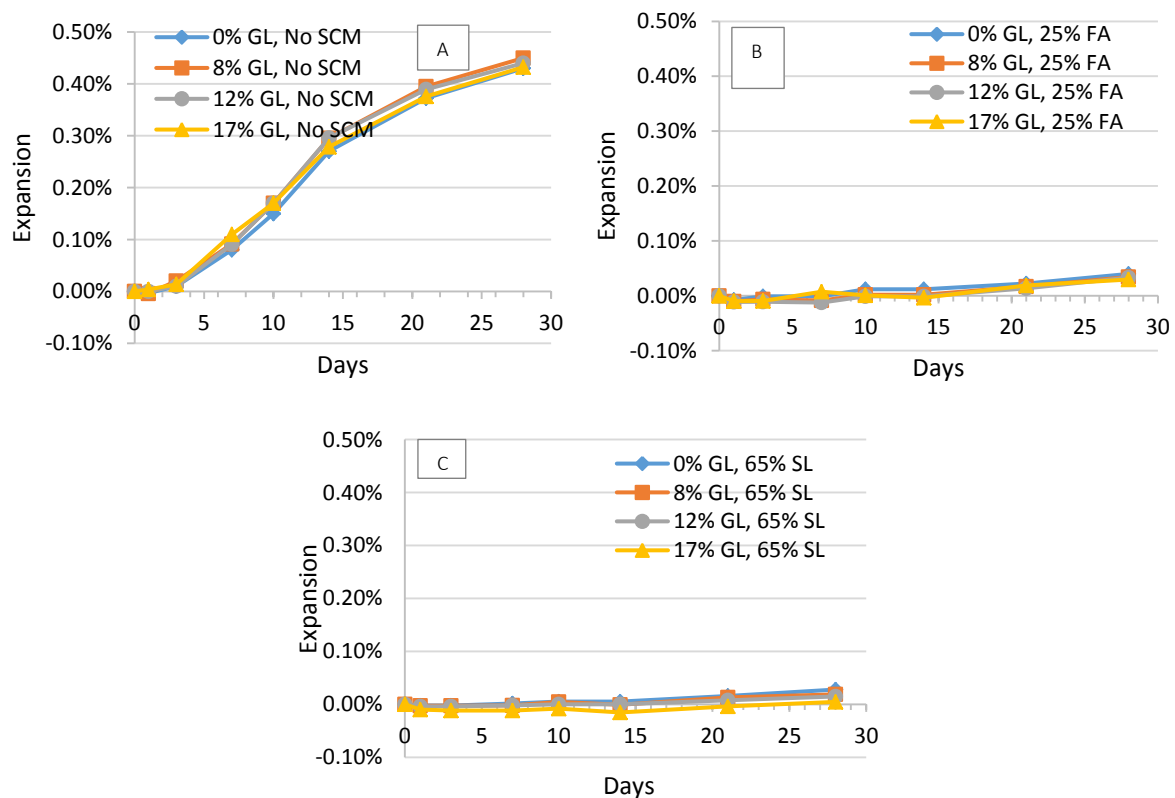 A
0% GL, No SCM
8% GL, No SCM
12% GL, No SCM
17% GL, No SCM
0.50%
0.40%
0.30%
0.20%
0.10%
0.00%
-0.10%
Expansion
0 5 10 15 20 25 30
Days
B
0% GL, 25% FA
8% GL, 25% FA
12% GL, 25% FA
17% GL, 25% FA
0.50%
0.40%
0.30%
0.20%
0.10%
0.00%
-0.10%
Expansion
0 5 10 15 20 25 30
Days
C
0% GL, 65% SL
8% GL, 65% SL
12% GL, 65% SL
17% GL, 65% SL
0.50%
0.40%
0.30%
0.20%
0.10%
0.00%
-0.10%
Expansion
0 5 10 15 20 25 30
Days